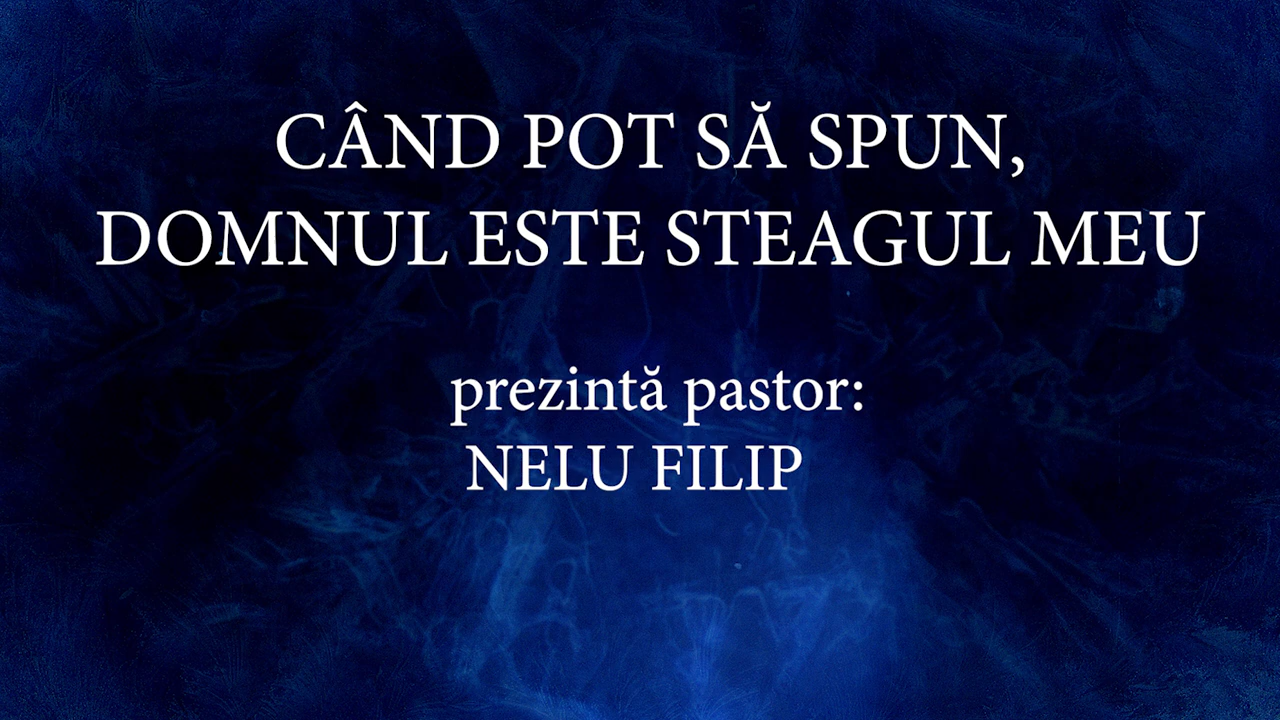 CÂND POT SĂ SPUN,
DOMNUL ESTE STEAGUL MEU
prezintă pastor:
NELU FILIP